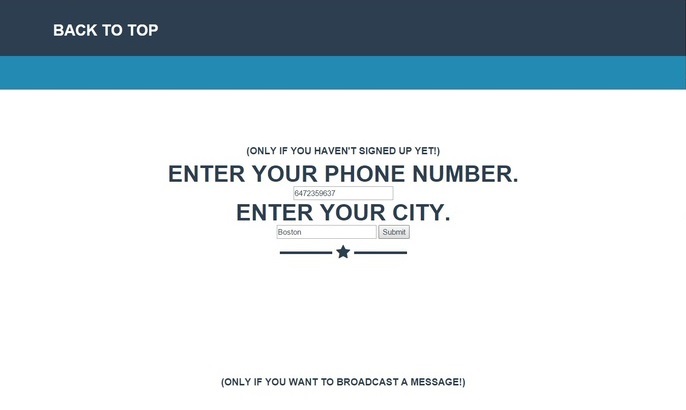 BACK TO TOP
(ONLY IF YOU HAVEN'T SIGNED UP YET!)
ENTER YOUR PHONE NUMBER.
6472359637
ENTER YOUR CITY.
Boston Submit
(ONLY IF YOU WANT TO BROADCAST A MESSAGE!)